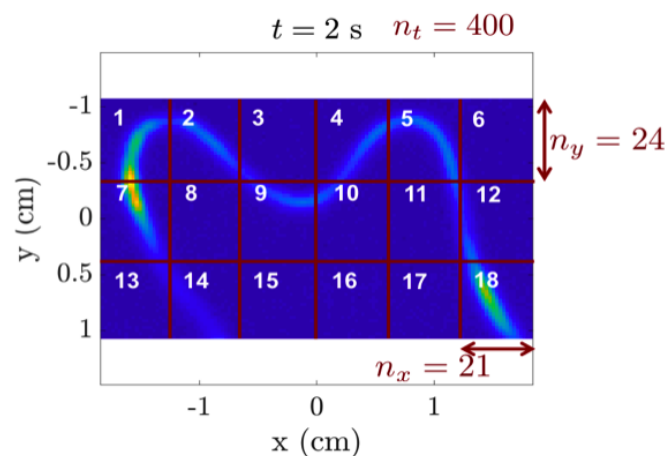 t = 2 s n_t = 400
-1
1 2 3 4 5 6
n_y = 24
-0.5
7 8 9 10 11 12
0
y (cm)
0.5
13 14 15 16 17 18
1
n_x = 21
-1 0 1
x (cm)